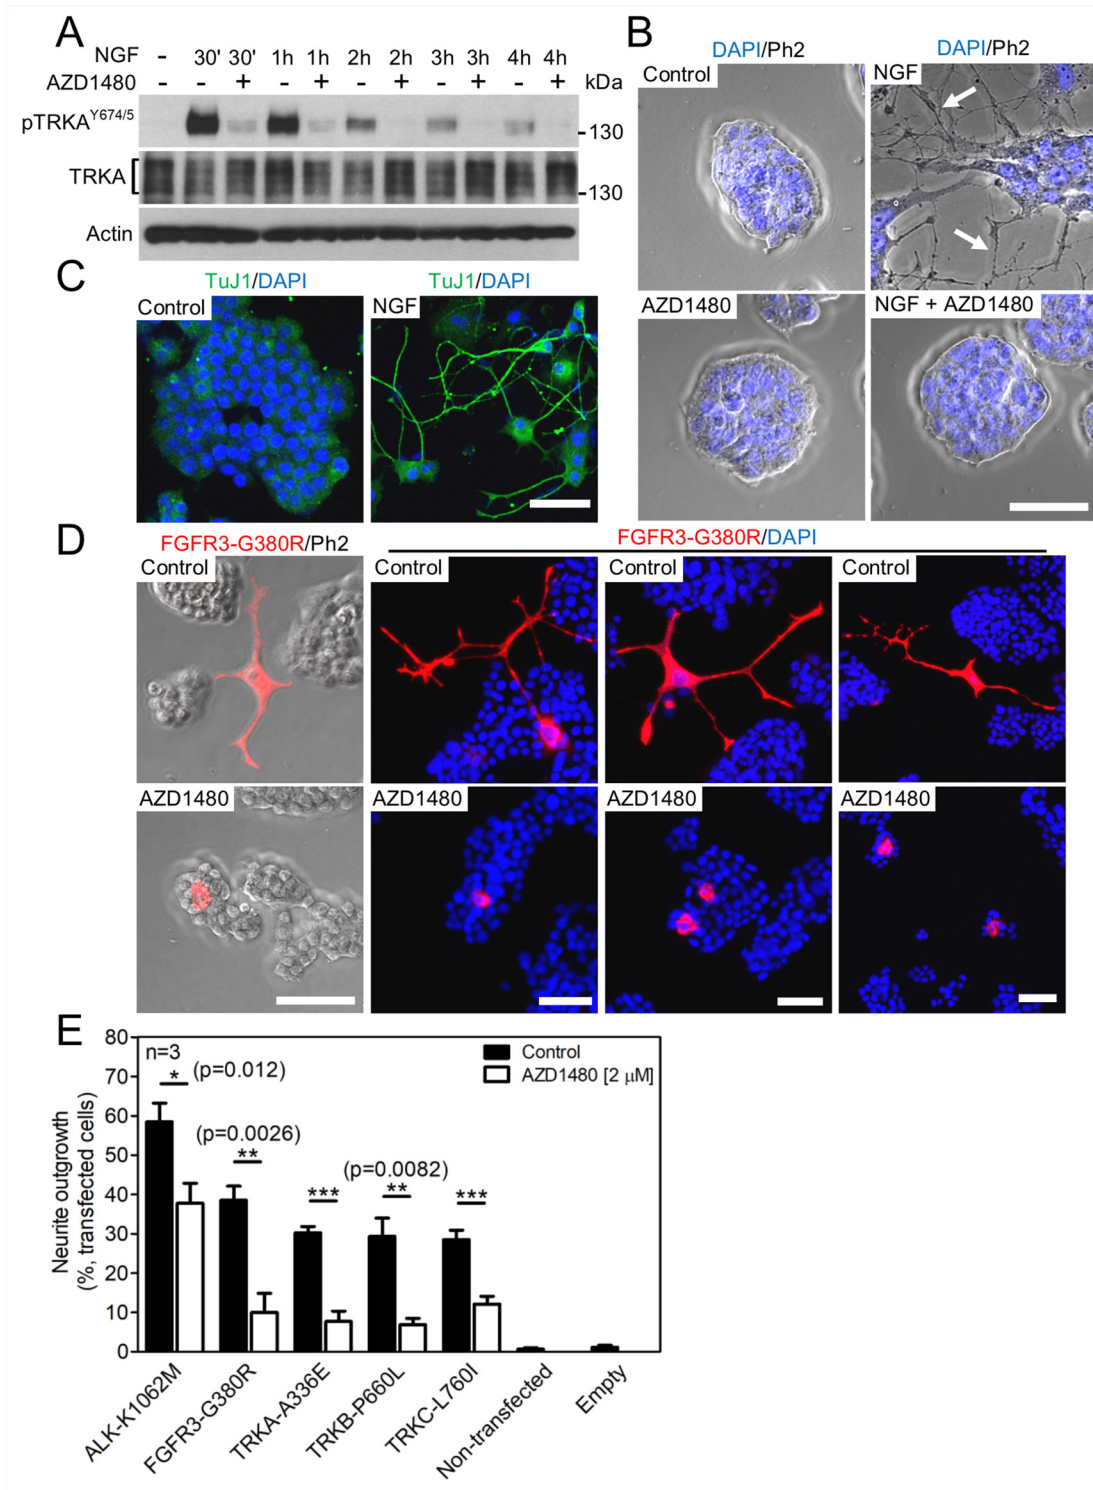 A
NGF - 30' 30' 1h 1h 2h 2h 3h 3h 4h 4h
AZD1480 - - + - + - + - + - + kDa
pTRKA^Y674/5
-130
TRKA
-130
Actin
B
DAPI/Ph2 DAPI/Ph2
Control NGF
AZD1480 NGF + AZD1480
C
TuJ1/DAPI TuJ1/DAPI
Control NGF
D
FGFR3-G380R/Ph2 FGFR3-G380R/DAPI
Control Control Control Control
AZD1480 AZD1480 AZD1480 AZD1480
E
Neurite outgrowth
(%, transfected cells)
80
70
60
50
40
30
20
10
0
n=3
* (p=0.012)
(p=0.0026)
**
***
(p=0.0082)
**
***
Control
AZD1480 [2 μM]
ALK-K1062M
FGFR3-G380R
TRKA-A336E
TRKB-P660L
TRKC-L760I
Non-transfected
Empty